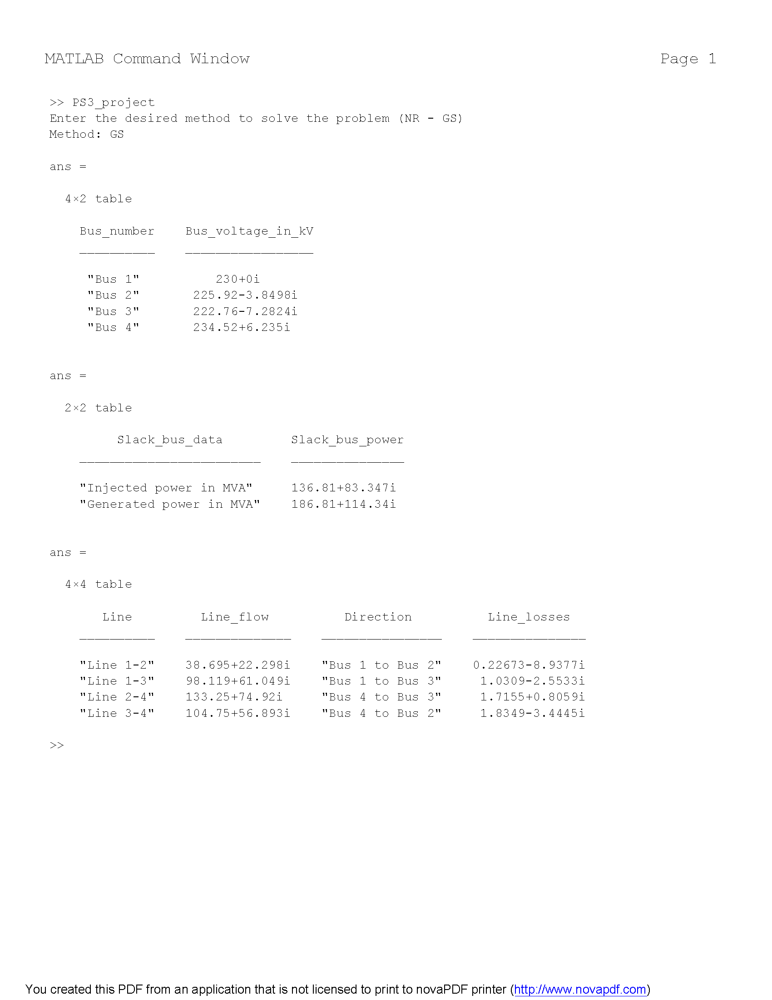 MATLAB Command Window Page 1
>> PS3_project
Enter the desired method to solve the problem (NR - GS)
Method: GS
ans =
4×2 table
Bus_number Bus_voltage_in_kV
__________ _________________
"Bus 1" 230+0i
"Bus 2" 225.92-3.8498i
"Bus 3" 222.76-7.2824i
"Bus 4" 234.52+6.235i
ans =
2×2 table
Slack_bus_data Slack_bus_power
________________________ _______________
"Injected power in MVA" 136.81+83.347i
"Generated power in MVA" 186.81+114.34i
ans =
4×4 table
Line Line_flow Direction Line_losses
__________ ______________ ________________ _______________
"Line 1-2" 38.695+22.298i "Bus 1 to Bus 2" 0.22673-8.9377i
"Line 1-3" 98.119+61.049i "Bus 1 to Bus 3" 1.0309-2.5533i
"Line 2-4" 133.25+74.92i "Bus 4 to Bus 3" 1.7155+0.8059i
"Line 3-4" 104.75+56.893i "Bus 4 to Bus 2" 1.8349-3.4445i
>>
You created this PDF from an application that is not licensed to print to novaPDF printer (http://www.novapdf.com)